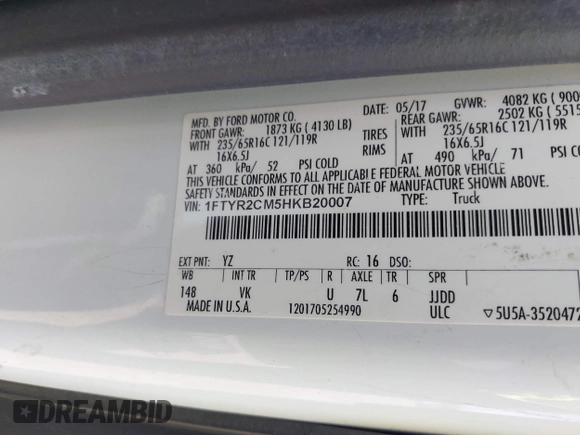 MFD. BY FORD MOTOR CO.
DATE: 05/17 GVWR: 4082 KG ( 900
FRONT GAWR: 1873 KG ( 4130 LB)
REAR GAWR: 2502 KG ( 5515
WITH 235/65R16C 121/119R TIRES WITH 235/65R16C 121/119R
16X6.5J RIMS 16X6.5J
AT 360 kPa/ 52 PSI COLD AT 490 kPa/ 71 PSI CO
THIS VEHICLE CONFORMS TO ALL APPLICABLE FEDERAL MOTOR VEHICLE
SAFETY STANDARDS IN EFFECT ON THE DATE OF MANUFACTURE SHOWN ABOVE.
VIN: 1FTYR2CM5HKB20007 TYPE: Truck
EXT PNT: YZ RC: 16 DSO:
WB INT TR TP/PS R AXLE TR SPR
148 VK U 7L 6 JJDD
MADE IN U.S.A. 1201705254990 ULC ▽5U5A-3520472
DREAMBID